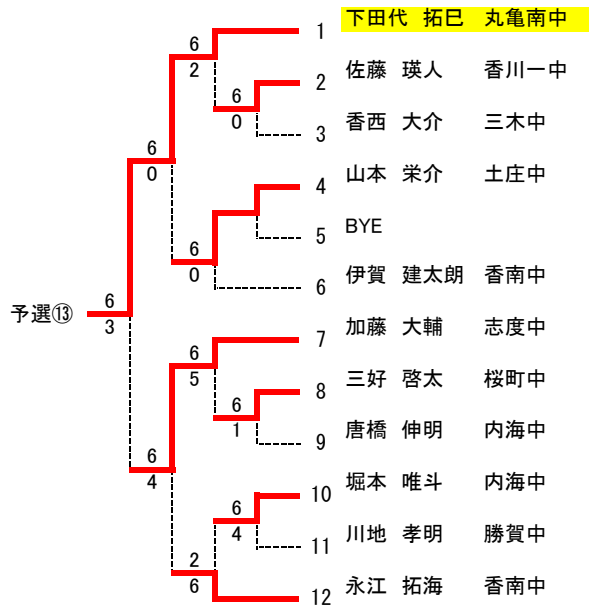 1 下田代 拓巳 丸亀南中
6
2
2 佐藤 瑛人 香川一中
6
0
3 香西 大介 三木中
6
0
4 山本 栄介 土庄中
5 BYE
6
0
6 伊賀 建太朗 香南中
予選⑬
6
3
7 加藤 大輔 志度中
6
5
8 三好 啓太 桜町中
6
1
9 唐橋 伸明 内海中
6
4
10 堀本 唯斗 内海中
6
4
11 川地 孝明 勝賀中
2
6
12 永江 拓海 香南中